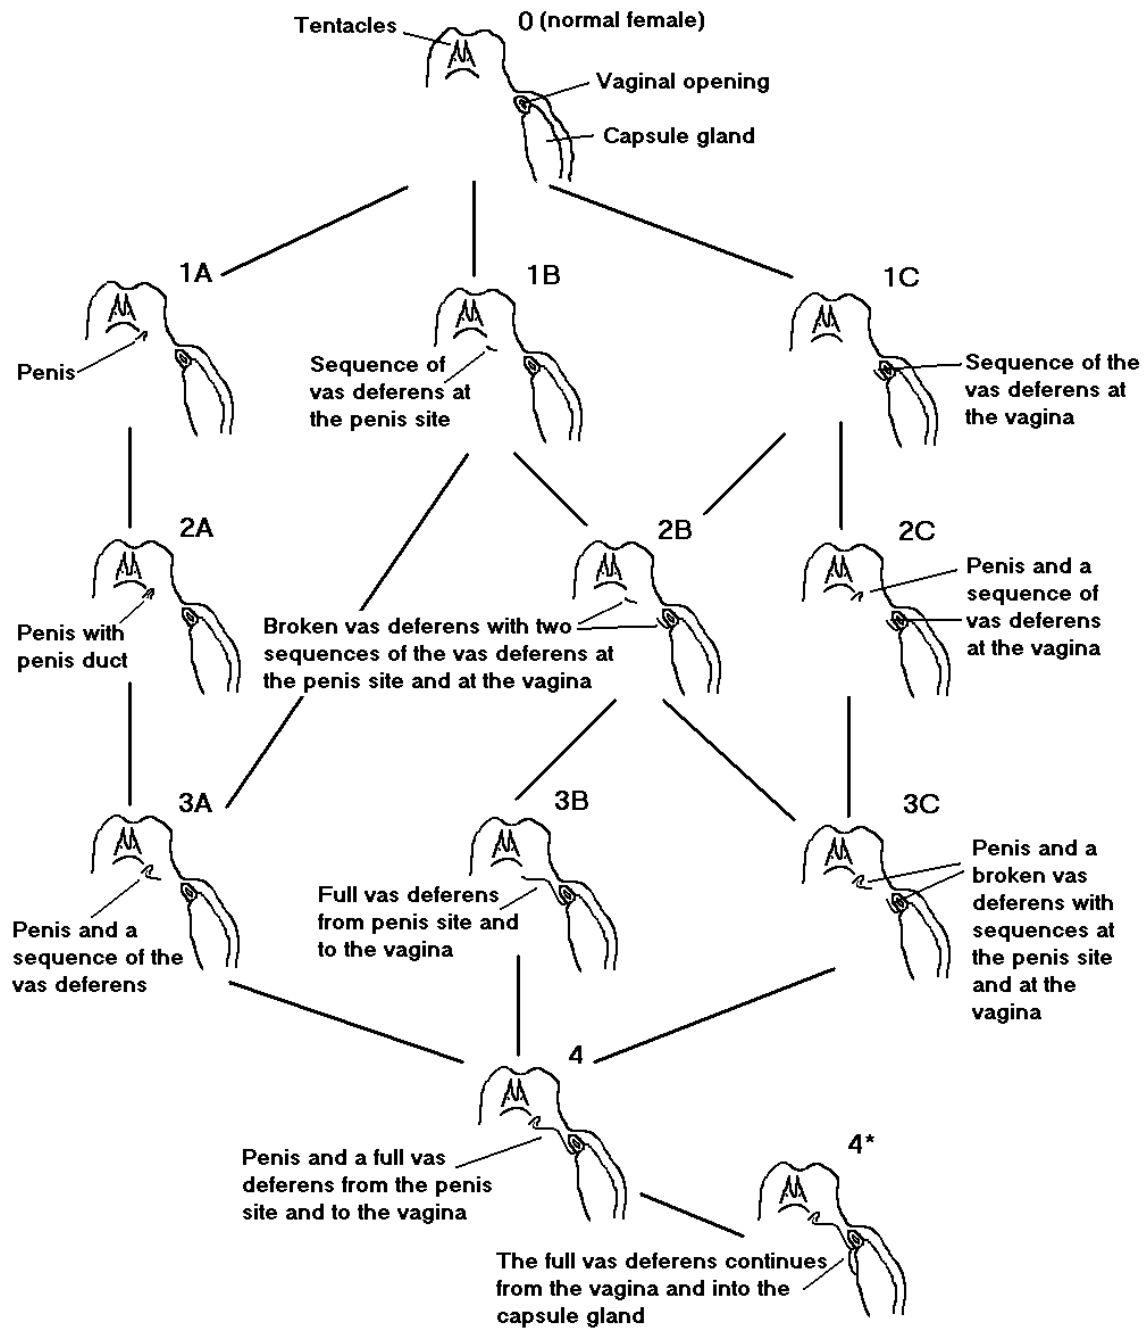 Tentacles
0 (normal female)
Vaginal opening
Capsule gland
1A
Penis
1B
Sequence of
vas deferens at
the penis site
1C
Sequence of the
vas deferens at
the vagina
2A
Penis with
penis duct
2B
Broken vas deferens with two
sequences of the vas deferens at
the penis site and at the vagina
2C
Penis and a
sequence of
vas deferens
at the vagina
3A
Penis and a
sequence of the
vas deferens
3B
Full vas deferens
from penis site and
to the vagina
3C
Penis and a
broken vas
deferens with
sequences at
the penis site
and at the
vagina
4
Penis and a full vas
deferens from the penis
site and to the vagina
4*
The full vas deferens continues
from the vagina and into the
capsule gland